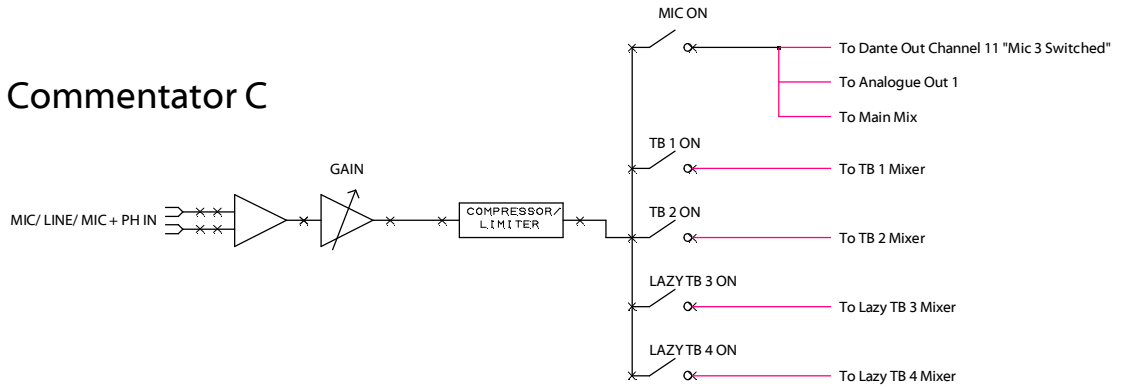 MIC ON
To Dante Out Channel 11 "Mic 3 Switched"
Commentator C
To Analogue Out 1
To Main Mix
TB 1 ON
GAIN
To TB 1 Mixer
MIC/ LINE/ MIC + PH IN
COMPRESSOR/
LIMITER
TB 2 ON
To TB 2 Mixer
LAZY TB 3 ON
To Lazy TB 3 Mixer
LAZY TB 4 ON
To Lazy TB 4 Mixer